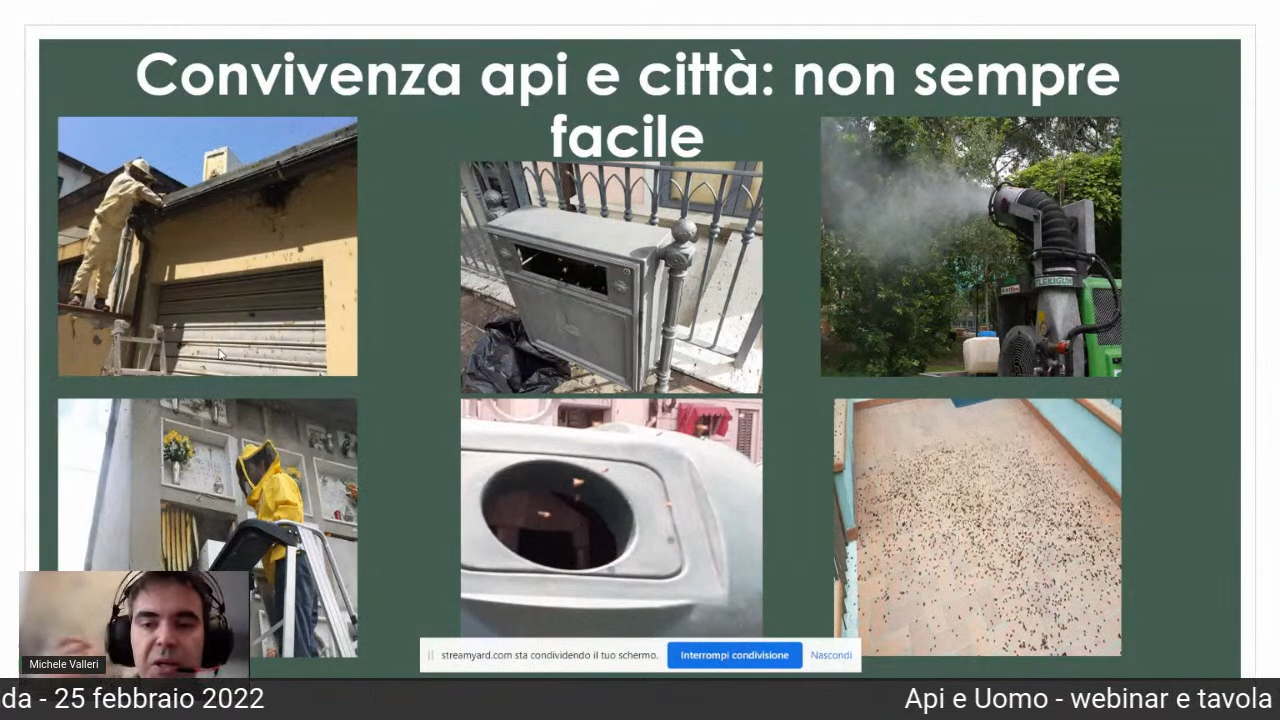 Convivenza api e città: non sempre
facile
Michele Valleri
streamyard.com sta condividendo il tuo schermo.
Interrompi condivisione
Nascondi
da - 25 febbraio 2022
Api e Uomo - webinar e tavola